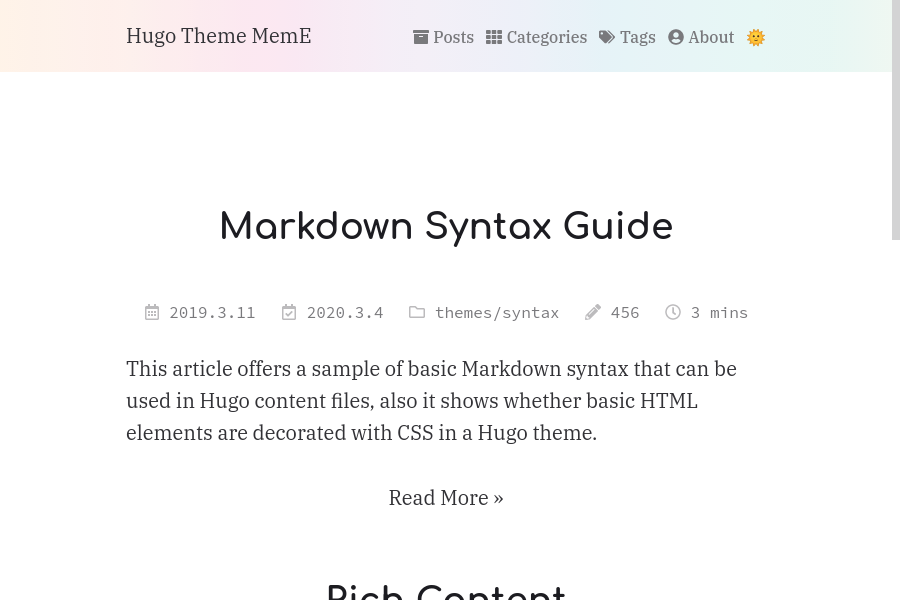 Hugo Theme MemE
Posts Categories Tags About
Markdown Syntax Guide
2019.3.11 2020.3.4 themes/syntax 456 3 mins
This article offers a sample of basic Markdown syntax that can be
used in Hugo content files, also it shows whether basic HTML
elements are decorated with CSS in a Hugo theme.
Read More »
Rich Content